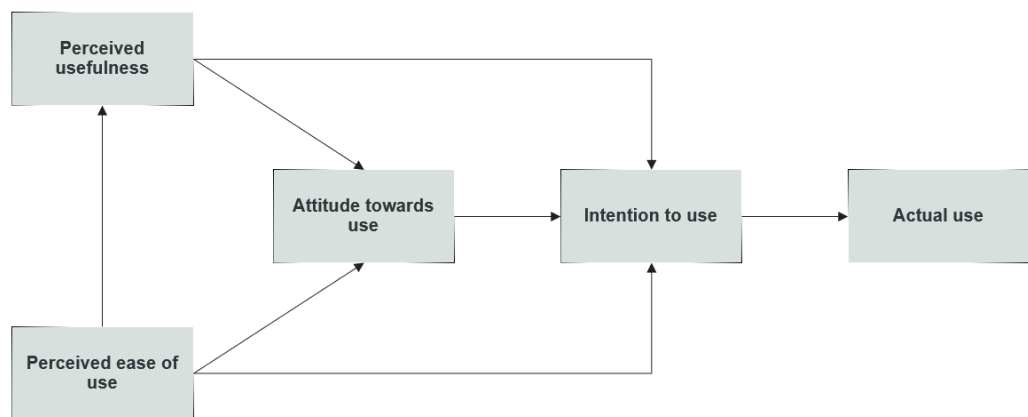 Perceived
usefulness
Attitude towards
use
Intention to use
Actual use
Perceived ease of
use